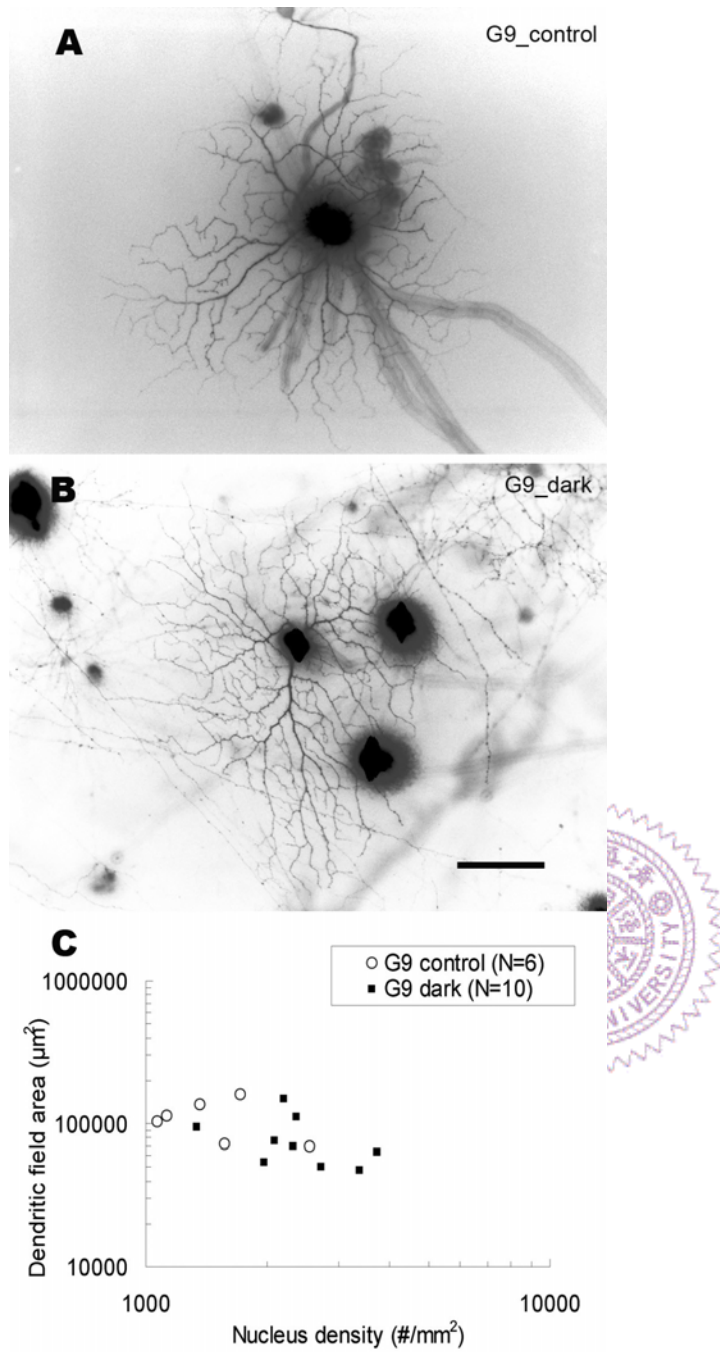 A
G9_control
B
G9_dark
C
○ G9 control (N=6)
■ G9 dark (N=10)
Dendritic field area (µm²)
1000000
100000
10000
1000
10000
Nucleus density (#/mm²)
UNIVERSITY